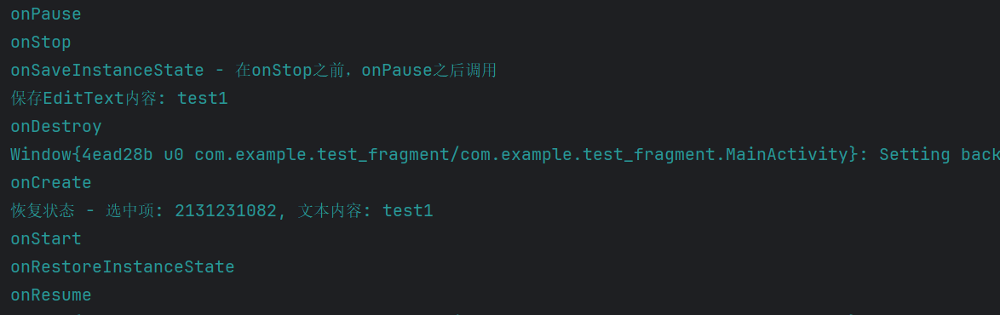 onPause
onStop
onSaveInstanceState - 在onStop之前，onPause之后调用
保存EditText内容: test1
onDestroy
Window{4ead28b u0 com.example.test_fragment/com.example.test_fragment.MainActivity}: Setting back
onCreate
恢复状态 - 选中项: 2131231082, 文本内容: test1
onStart
onRestoreInstanceState
onResume